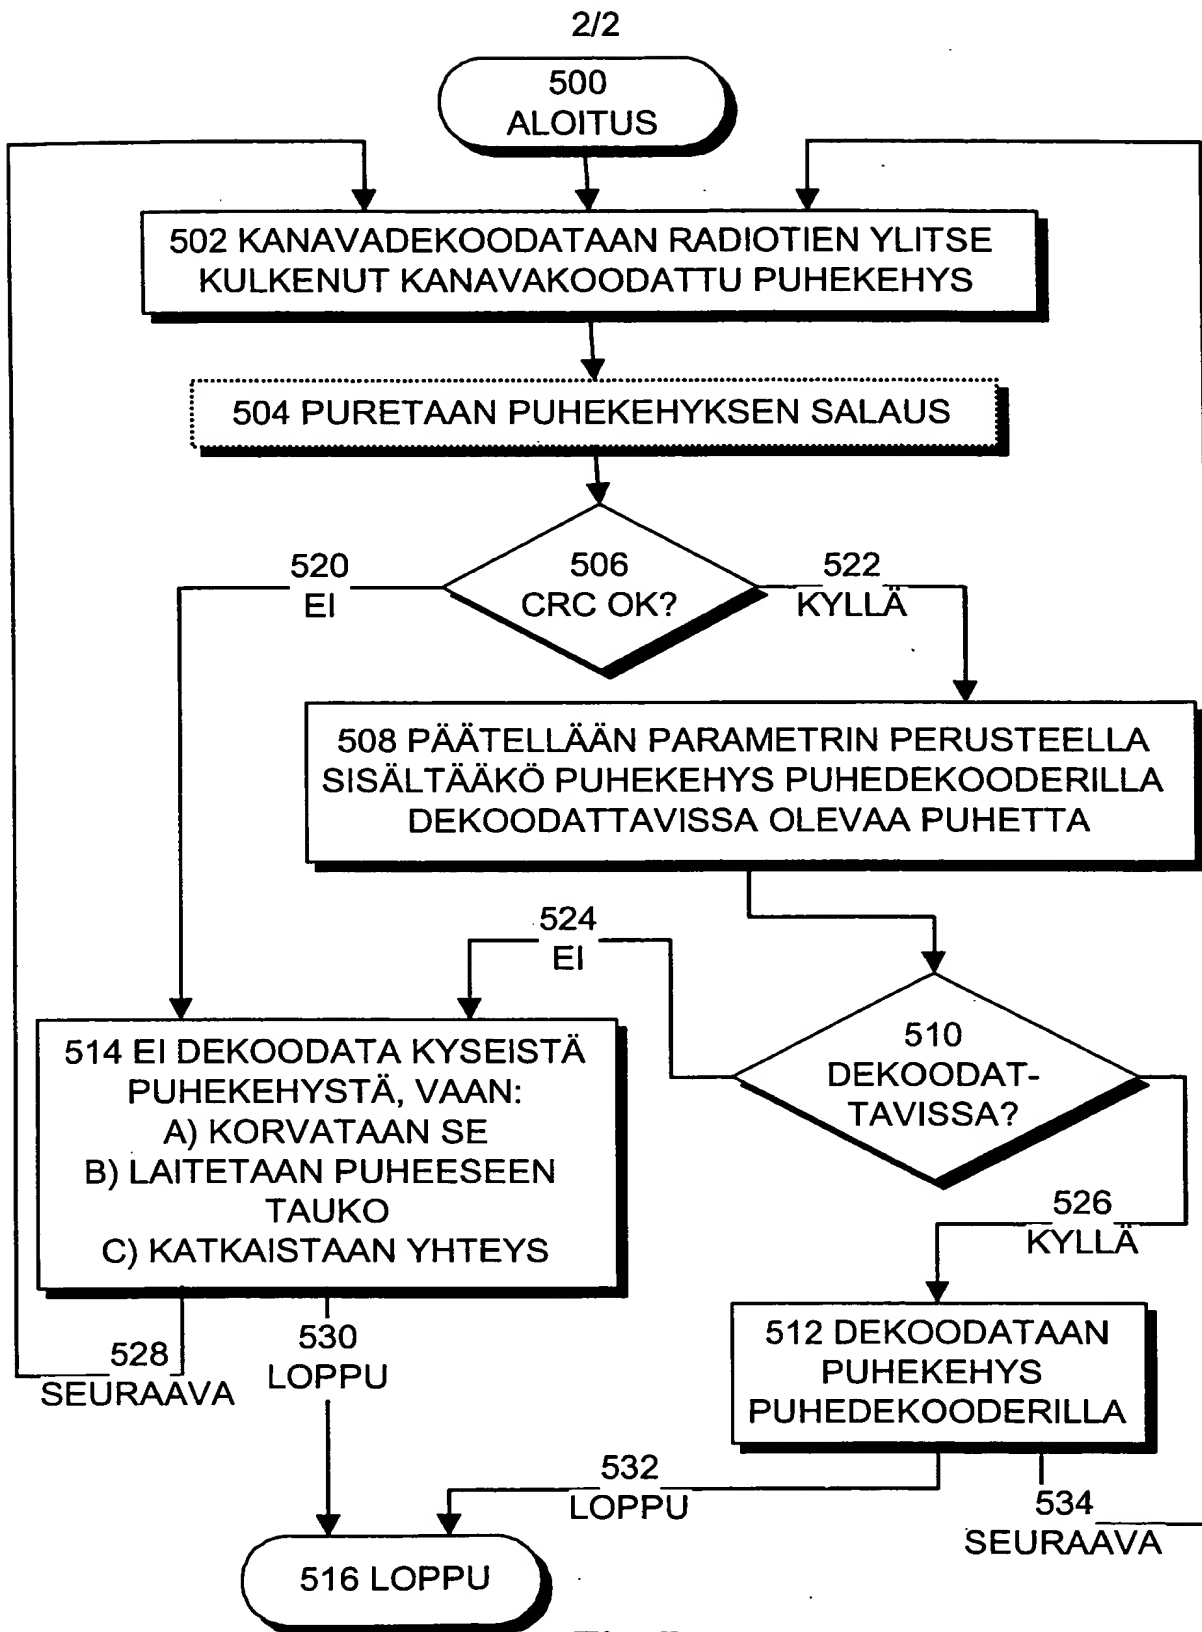 2/2
500
ALOITUS
502 KANAVADEKOODATAAN RADIOTIEN YLITSE
KULKENUT KANAVAKOODATTU PUHEKEHYS
504 PURETAAN PUHEKEHYKSEN SALAUS
520
EI
506
CRC OK?
522
KYLLÄ
508 PÄÄTELLÄÄN PARAMETRIN PERUSTEELLA
SISÄLTÄÄKÖ PUHEKEHYS PUHEDEKOODERILLA
DEKOODATTAVISSA OLEVAA PUHETTA
524
EI
510
DEKOODAT-
TAVISSA?
514 EI DEKOODATA KYSEISTÄ
PUHEKEHYSTÄ, VAAN:
A) KORVATAAN SE
B) LAITETAAN PUHEESEEN
TAUKO
C) KATKAISTAAN YHTEYS
526
KYLLÄ
512 DEKOODATAAN
PUHEKEHYS
PUHEDEKOODERILLA
528
SEURAAVA
530
LOPPU
532
LOPPU
534
SEURAAVA
516 LOPPU